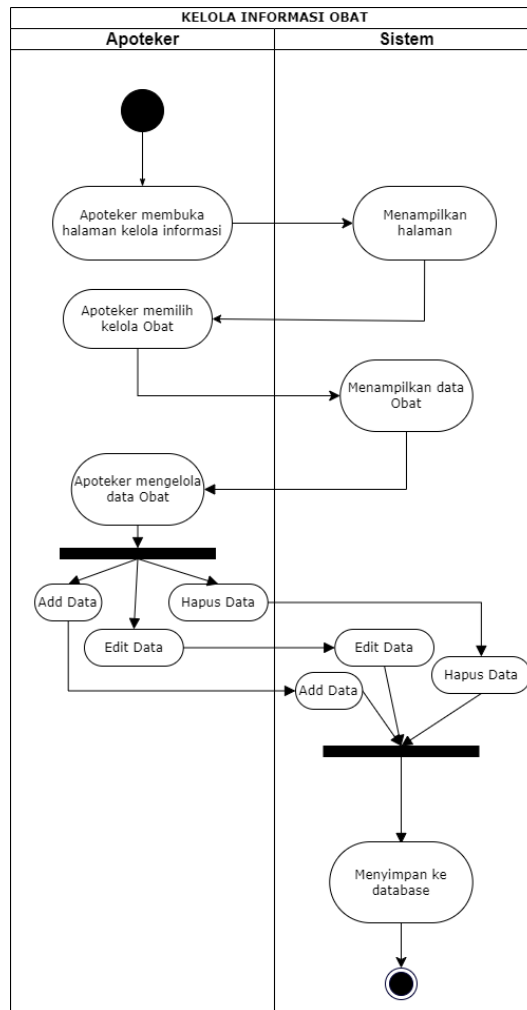 KELOLA INFORMASI OBAT
Apoteker
Sistem
Apoteker membuka
halaman kelola informasi
Menampilkan
halaman
Apoteker memilih
kelola Obat
Menampilkan data
Obat
Apoteker mengelola
data Obat
Add Data
Hapus Data
Edit Data
Edit Data
Hapus Data
Add Data
Menyimpan ke
database